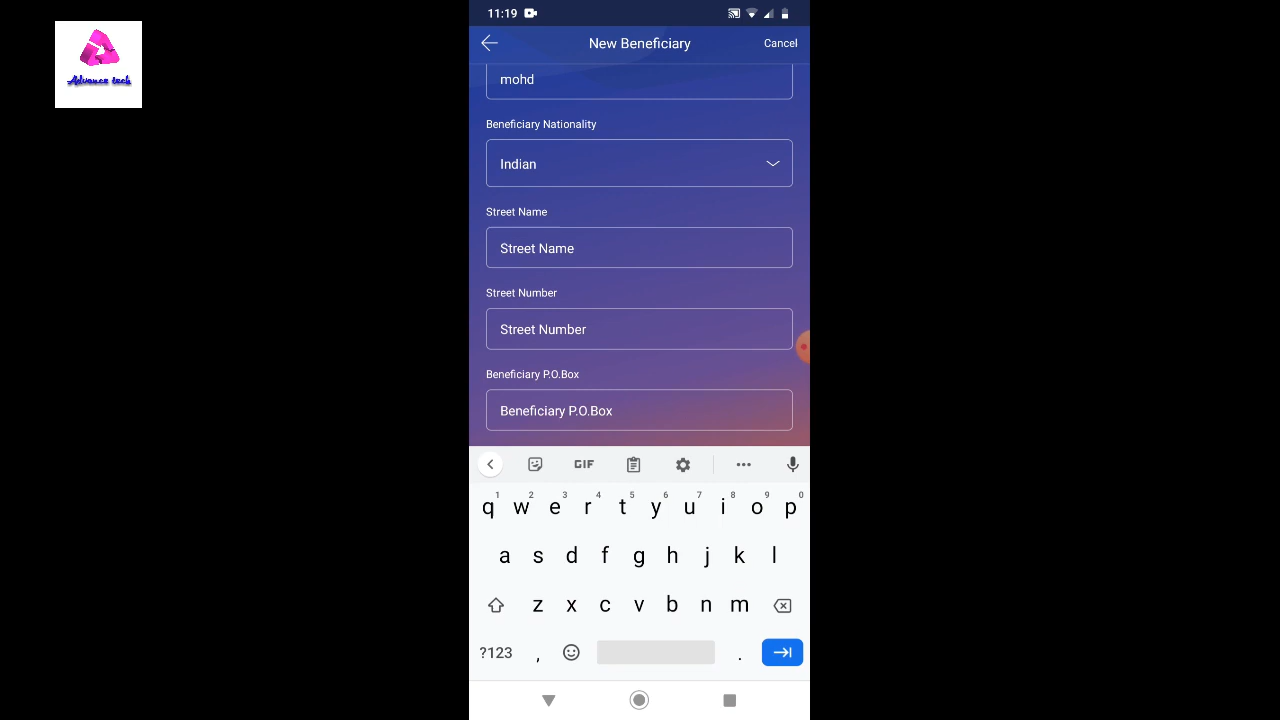 11:19
Advance tech
New Beneficiary
Cancel
mohd
Beneficiary Nationality
Indian
Street Name
Street Name
Street Number
Street Number
Beneficiary P.O.Box
Beneficiary P.O.Box
GIF
1 2 3 4 5 6 7 8 9 0
q w e r t y u i o p
a s d f g h j k l
z x c v b n m
?123 , .